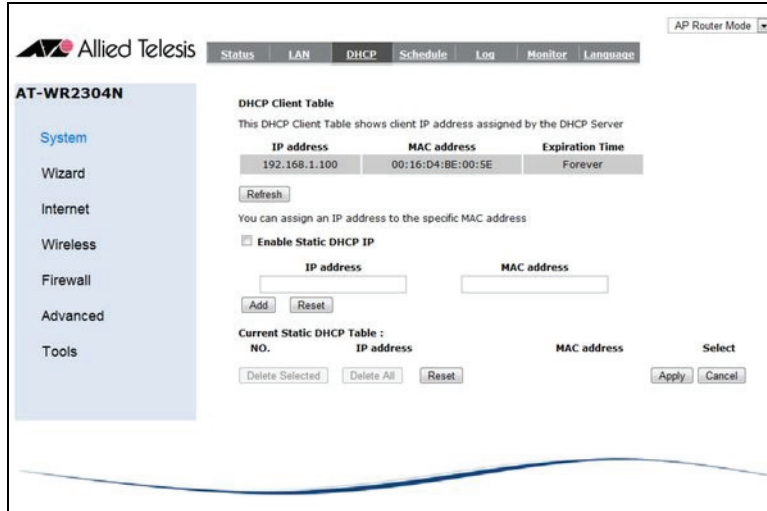 AP Router Mode
Allied Telesis
Status LAN DHCP Schedule Log Monitor Language
AT-WR2304N
System
Wizard
Internet
Wireless
Firewall
Advanced
Tools
DHCP Client Table
This DHCP Client Table shows client IP address assigned by the DHCP Server
IP address MAC address Expiration Time
192.168.1.100 00:16:D4:BE:00:5E Forever
Refresh
You can assign an IP address to the specific MAC address
Enable Static DHCP IP
IP address MAC address
Add Reset
Current Static DHCP Table :
NO. IP address MAC address Select
Delete Selected Delete All Reset Apply Cancel